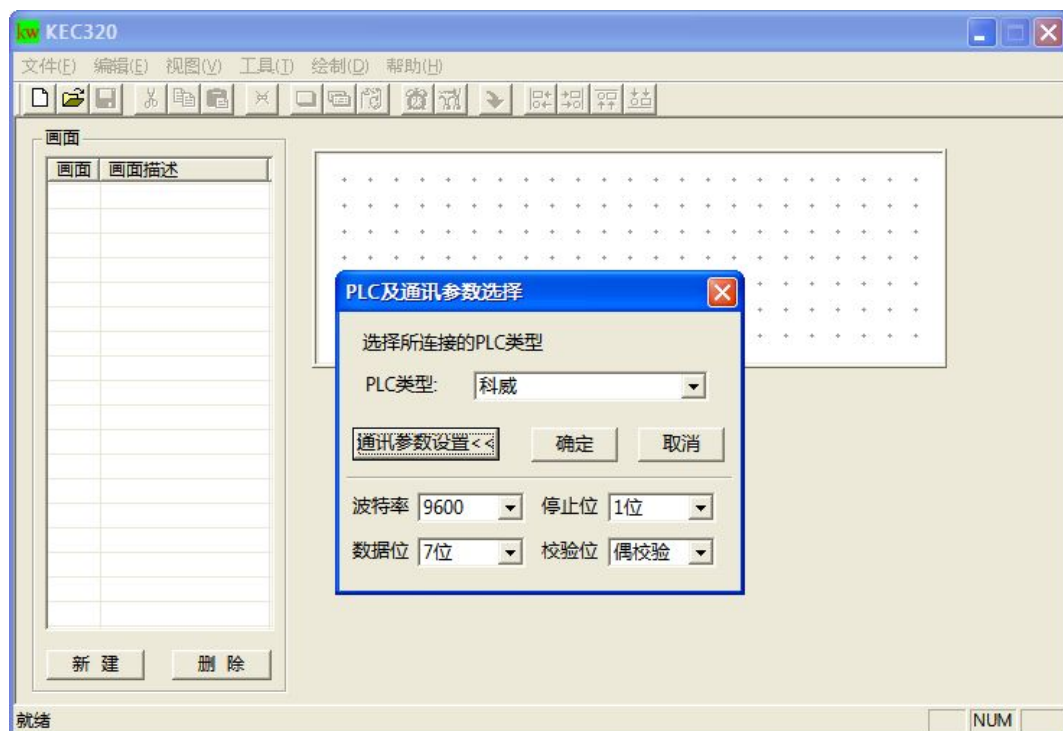 kw KEC320
文件(F) 编辑(E) 视图(V) 工具(T) 绘制(D) 帮助(H)
画面
画面 画面描述
PLC及通讯参数选择
选择所连接的PLC类型
PLC类型: 科威
通讯参数设置<< 确定 取消
波特率 9600 停止位 1位
数据位 7位 校验位 偶校验
新 建 删 除
就绪 NUM